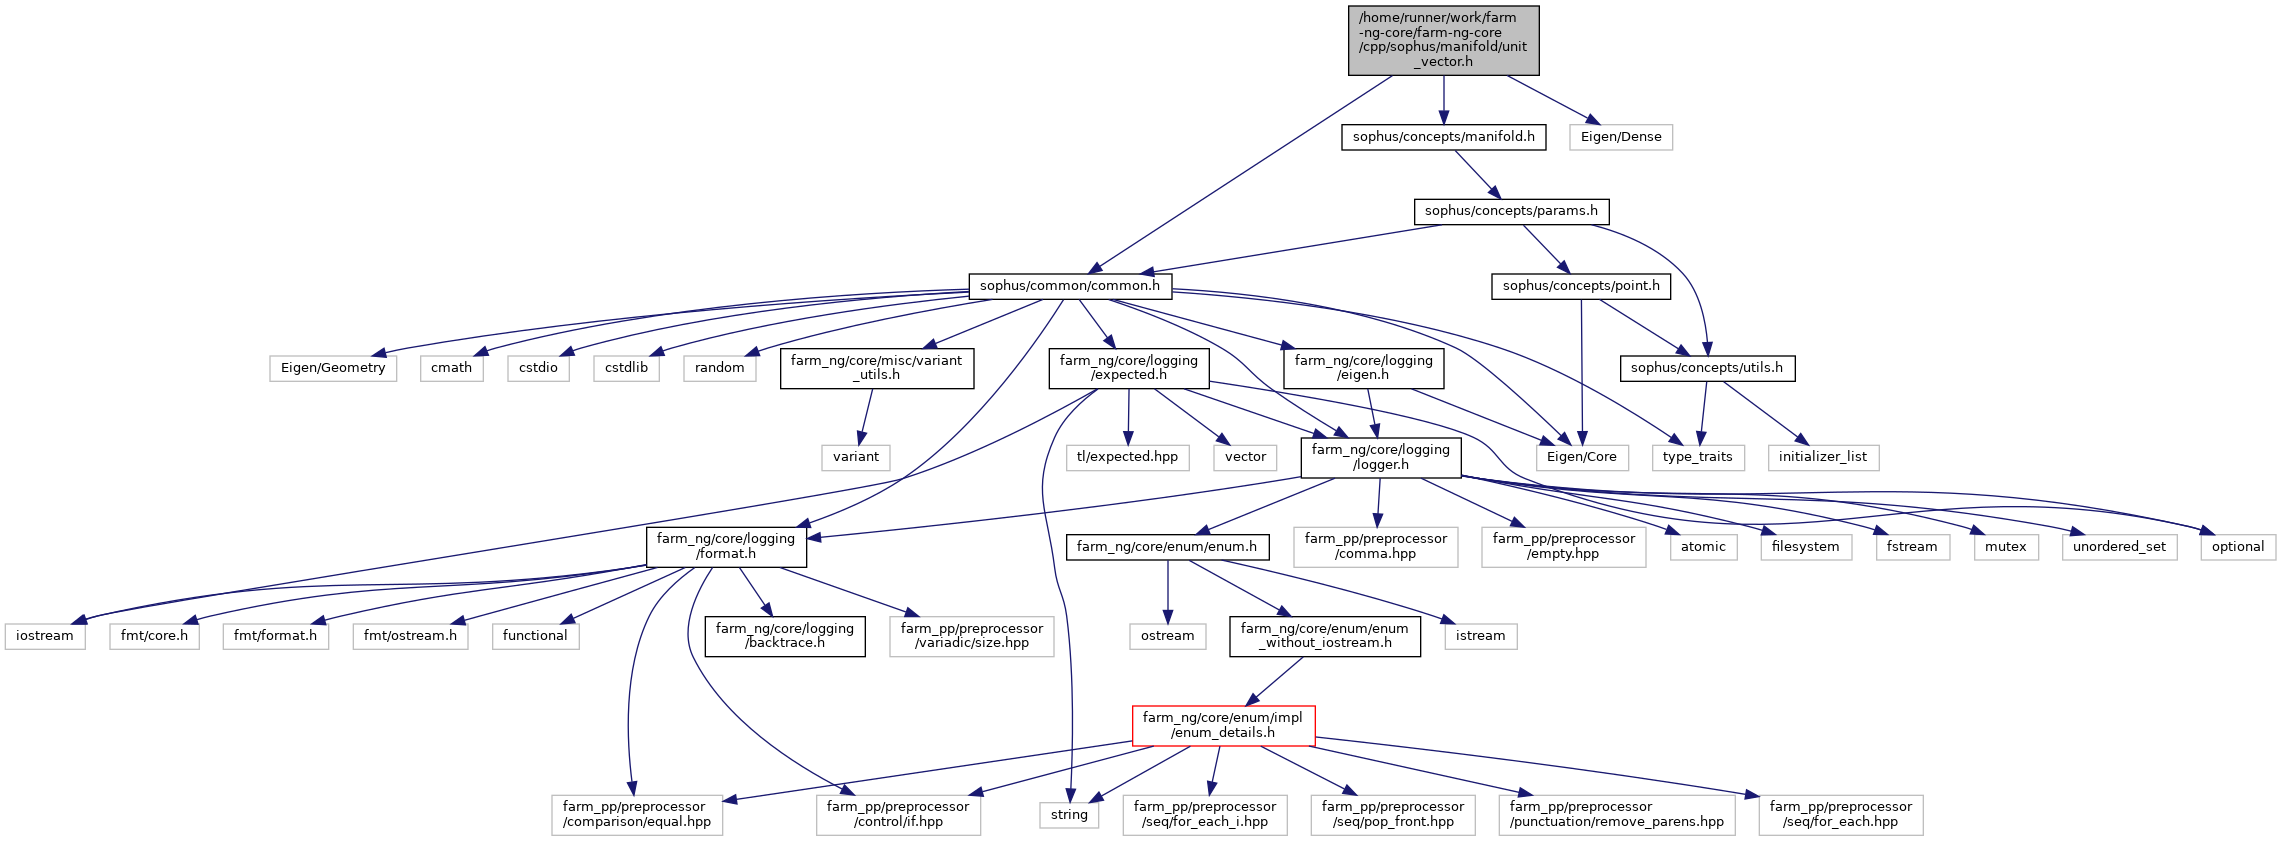 /home/runner/work/farm
-ng-core/farm-ng-core
/cpp/sophus/manifold/unit
_vector.h
sophus/concepts/manifold.h
Eigen/Dense
sophus/concepts/params.h
sophus/common/common.h
sophus/concepts/point.h
Eigen/Geometry
cmath
cstdio
cstdlib
random
farm_ng/core/misc/variant
_utils.h
farm_ng/core/logging
/expected.h
farm_ng/core/logging
/eigen.h
sophus/concepts/utils.h
variant
tl/expected.hpp
vector
farm_ng/core/logging
/logger.h
Eigen/Core
type_traits
initializer_list
farm_ng/core/logging
/format.h
farm_ng/core/enum/enum.h
farm_pp/preprocessor
/comma.hpp
farm_pp/preprocessor
/empty.hpp
atomic
filesystem
fstream
mutex
unordered_set
optional
iostream
fmt/core.h
fmt/format.h
fmt/ostream.h
functional
farm_ng/core/logging
/backtrace.h
farm_pp/preprocessor
/variadic/size.hpp
ostream
farm_ng/core/enum/enum
_without_iostream.h
istream
farm_ng/core/enum/impl
/enum_details.h
farm_pp/preprocessor
/comparison/equal.hpp
farm_pp/preprocessor
/control/if.hpp
string
farm_pp/preprocessor
/seq/for_each_i.hpp
farm_pp/preprocessor
/seq/pop_front.hpp
farm_pp/preprocessor
/punctuation/remove_parens.hpp
farm_pp/preprocessor
/seq/for_each.hpp